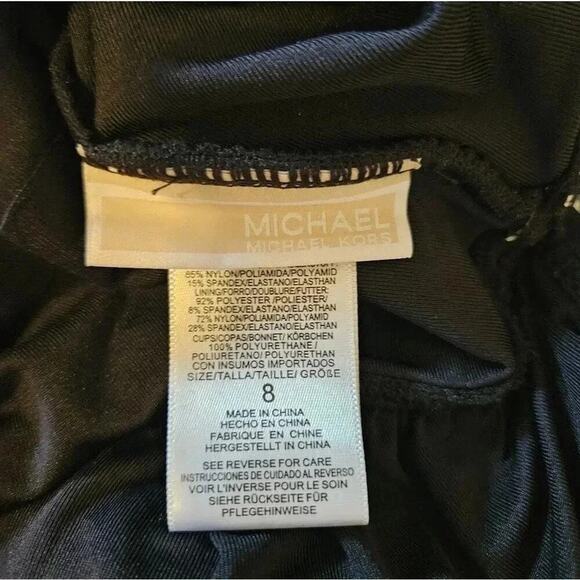 MICHAEL
MICHAEL KORS
85% NYLON/POLIAMIDA/POLYAMID
15% SPANDEX/ELASTANO/ELASTHAN
LINING/FORRO/DOUBLURE/FUTTER:
92% POLYESTER /POLIESTER/
8% SPANDEX/ELASTANO/ELASTHAN
72% NYLON/POLIAMIDA/POLYAMID
28% SPANDEX/ELASTANO/ELASTHAN
CUPS/COPAS/BONNET/ KÖRBCHEN
100% POLYURETHANE /
POLIURETANO/ POLYURETHAN
CON INSUMOS IMPORTADOS
SIZE/TALLA/TAILLE/ GRÖßE
8
MADE IN CHINA
HECHO EN CHINA
FABRIQUE EN CHINE
HERGESTELLT IN CHINA
SEE REVERSE FOR CARE
INSTRUCCIONES DE CUIDADO AL REVERSO
VOIR L'INVERSE POUR LE SOIN
SIEHE RÜCKSEITE FÜR
PFLEGEHINWEISE